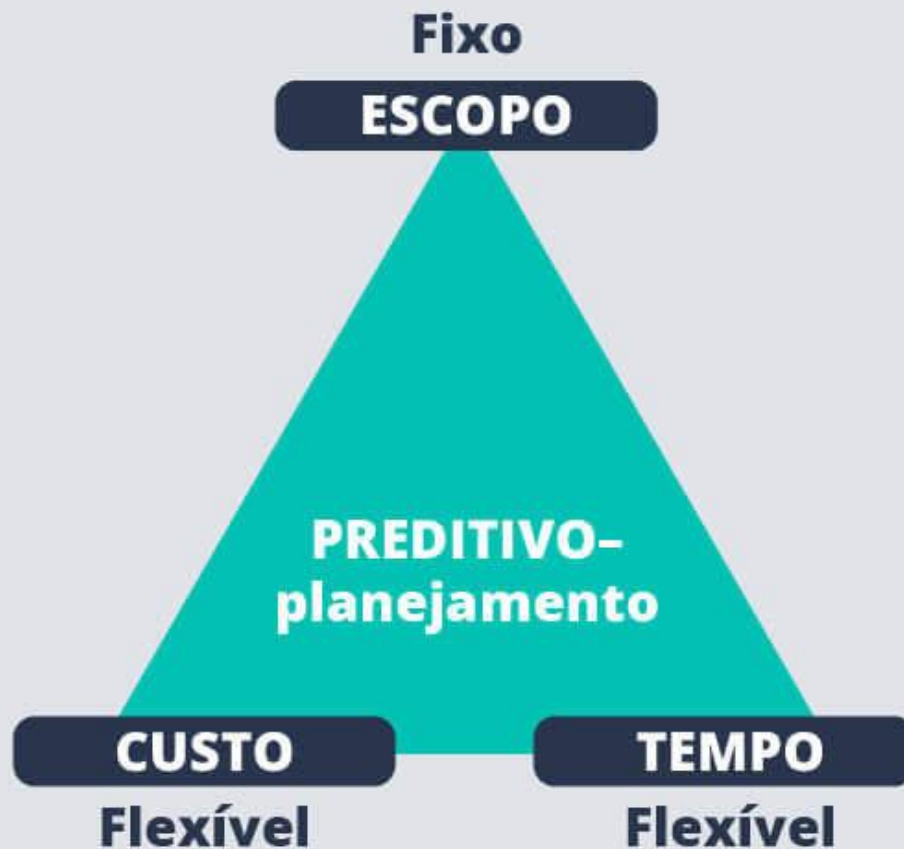 Fixo
ESCOPO
PREDITIVO–
planejamento
CUSTO
TEMPO
Flexível
Flexível